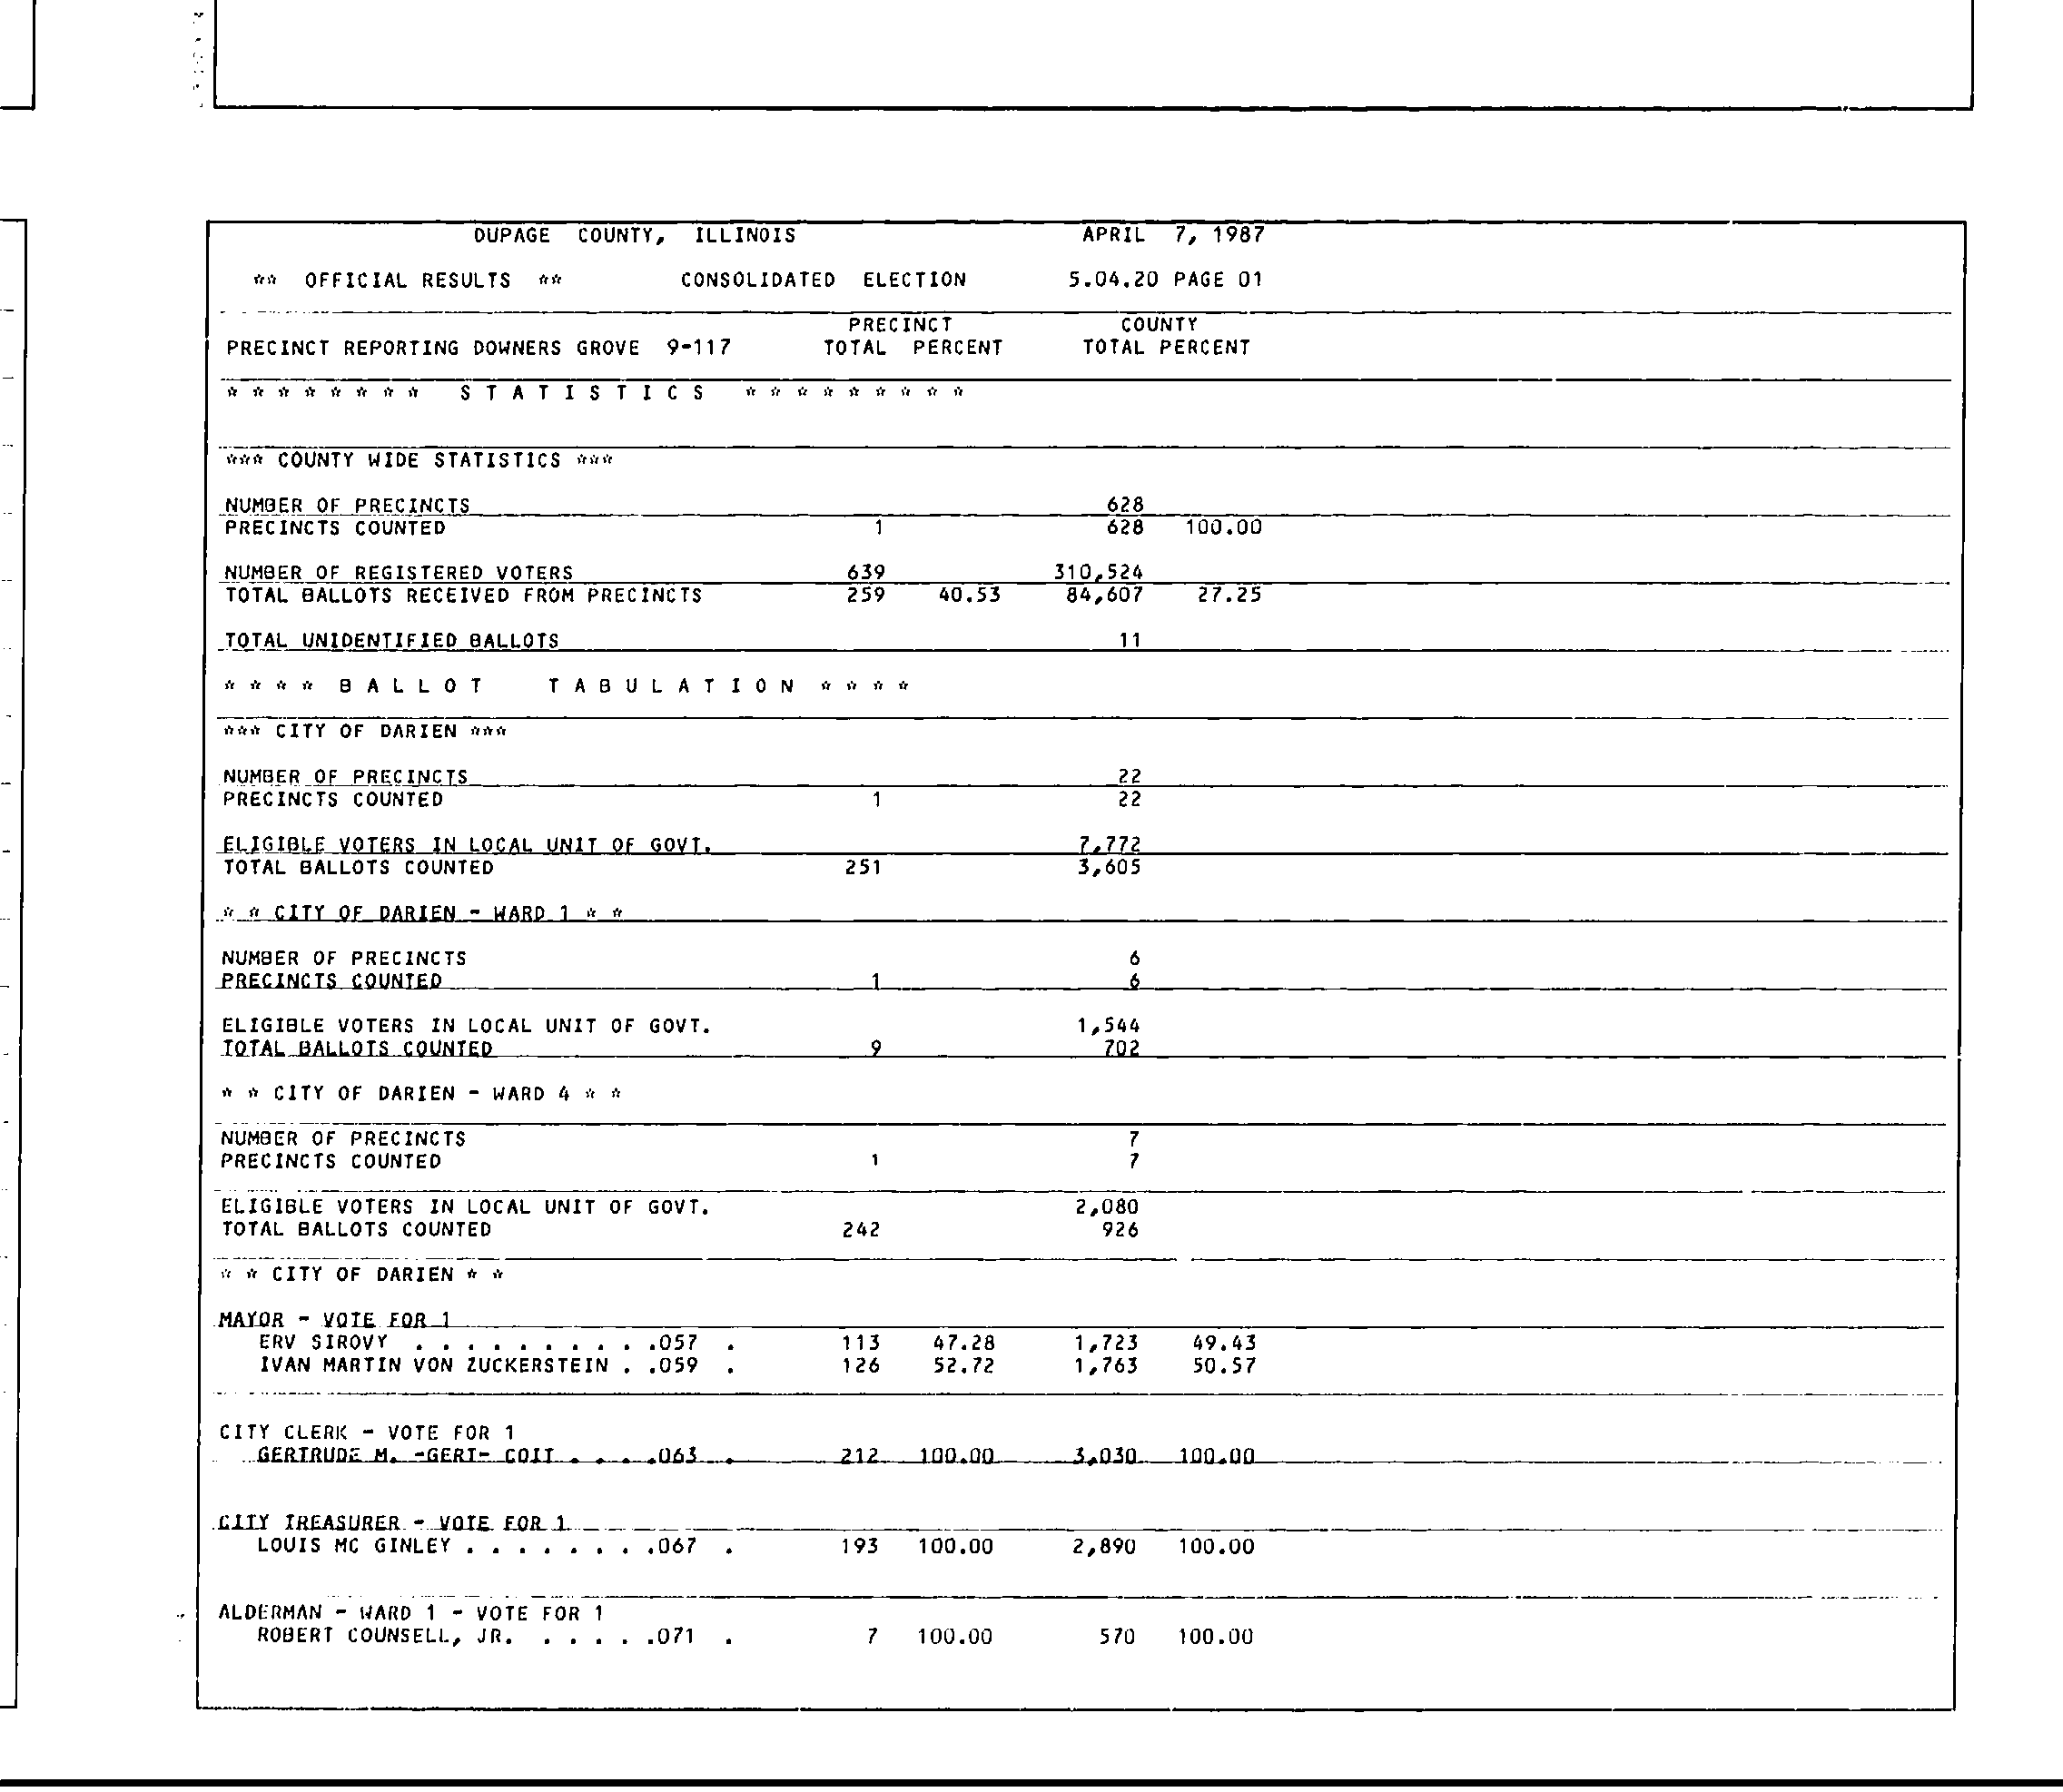 DUPAGE COUNTY, ILLINOIS APRIL 7, 1987
** OFFICIAL RESULTS ** CONSOLIDATED ELECTION 5.04.20 PAGE 01
PRECINCT COUNTY
PRECINCT REPORTING DOWNERS GROVE 9-117 TOTAL PERCENT TOTAL PERCENT
* * * * * * * * S T A T I S T I C S * * * * * * * * *
*** COUNTY WIDE STATISTICS ***
NUMBER OF PRECINCTS 628
PRECINCTS COUNTED 1 628 100.00
NUMBER OF REGISTERED VOTERS 639 310,524
TOTAL BALLOTS RECEIVED FROM PRECINCTS 259 40.53 84,607 27.25
TOTAL UNIDENTIFIED BALLOTS 11
* * * * B A L L O T T A B U L A T I O N * * * *
*** CITY OF DARIEN ***
NUMBER OF PRECINCTS 22
PRECINCTS COUNTED 1 22
ELIGIBLE VOTERS IN LOCAL UNIT OF GOVT. 7,772
TOTAL BALLOTS COUNTED 251 3,605
* * CITY OF DARIEN - WARD 1 * *
NUMBER OF PRECINCTS 6
PRECINCTS COUNTED 1 6
ELIGIBLE VOTERS IN LOCAL UNIT OF GOVT. 1,544
TOTAL BALLOTS COUNTED 9 702
* * CITY OF DARIEN - WARD 4 * *
NUMBER OF PRECINCTS 7
PRECINCTS COUNTED 1 7
ELIGIBLE VOTERS IN LOCAL UNIT OF GOVT. 2,080
TOTAL BALLOTS COUNTED 242 926
* * CITY OF DARIEN * *
MAYOR - VOTE FOR 1
ERV SIROVY . . . . . . . . . .057 . 113 47.28 1,723 49.43
IVAN MARTIN VON ZUCKERSTEIN . .059 . 126 52.72 1,763 50.57
CITY CLERK - VOTE FOR 1
GERTRUDE M. -GERT- COIT . . . .063 . 212 100.00 3,030 100.00
CITY TREASURER - VOTE FOR 1
LOUIS MC GINLEY . . . . . . . .067 . 193 100.00 2,890 100.00
ALDERMAN - WARD 1 - VOTE FOR 1
ROBERT COUNSELL, JR. . . . . .071 . 7 100.00 570 100.00